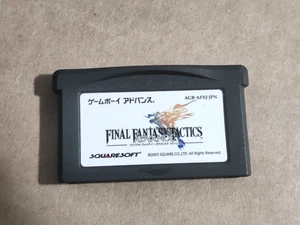 ゲームボーイ アドバンス。 AGB-AFXJ-JPN
FINAL FANTASY TACTICS
ADVANCE
SQUARESOFT ©2003 SQUARE CO.,LTD. All Rights Reserved.